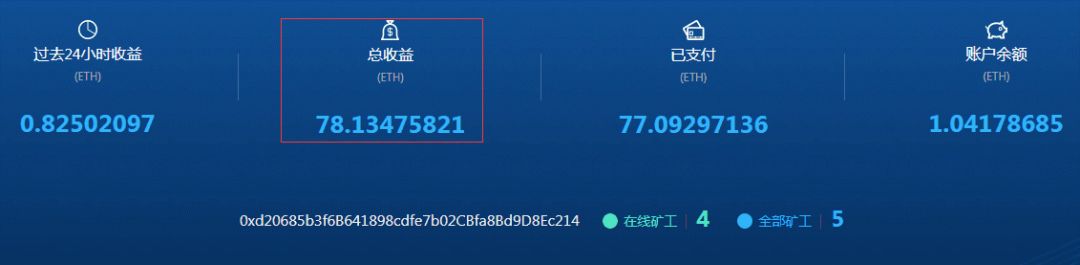 过去24小时收益 总收益 已支付 账户余额
(ETH) (ETH) (ETH) (ETH)
0.82502097 78.13475821 77.09297136 1.04178685
0xd20685b3f6B641898cdfe7b02CBfa8Bd9D8Ec214 在线矿工 4 全部矿工 5